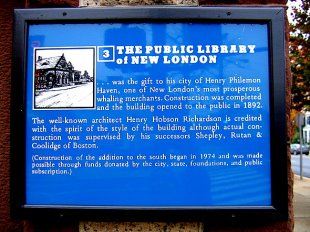 3
THE PUBLIC LIBRARY
of NEW LONDON
. . . was the gift to his city of Henry Philemon
Haven, one of New London's most prosperous
whaling merchants. Construction was completed
and the building opened to the public in 1892.
The well-known architect Henry Hobson Richardson is credited
with the spirit of the style of the building although actual con-
struction was supervised by his successors Shepley, Rutan &
Coolidge of Boston.
(Construction of the addition to the south began in 1974 and was made
possible through funds donated by the city, state, foundations, and public
subscription.)